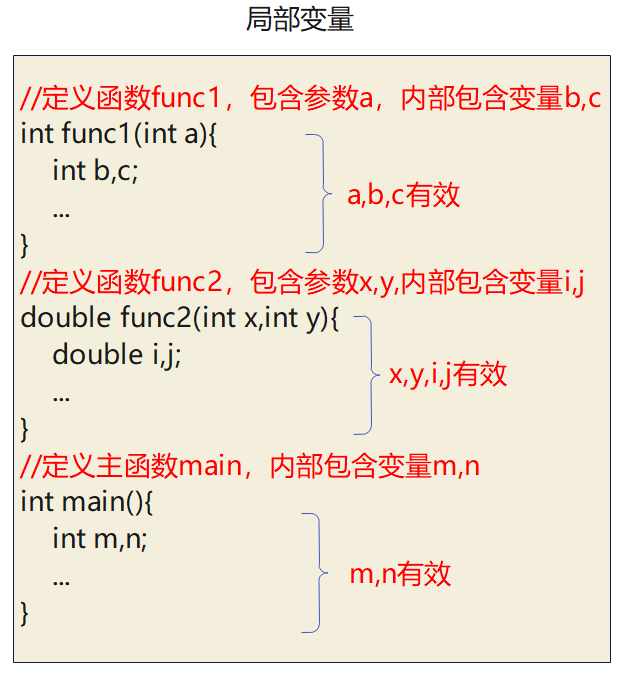 局部变量
//定义函数func1，包含参数a，内部包含变量b,c
int func1(int a){
int b,c;
...
a,b,c有效
}
//定义函数func2，包含参数x,y,内部包含变量i,j
double func2(int x,int y){
double i,j;
x,y,i,j有效
...
}
//定义主函数main，内部包含变量m,n
int main(){
int m,n;
...
m,n有效
}